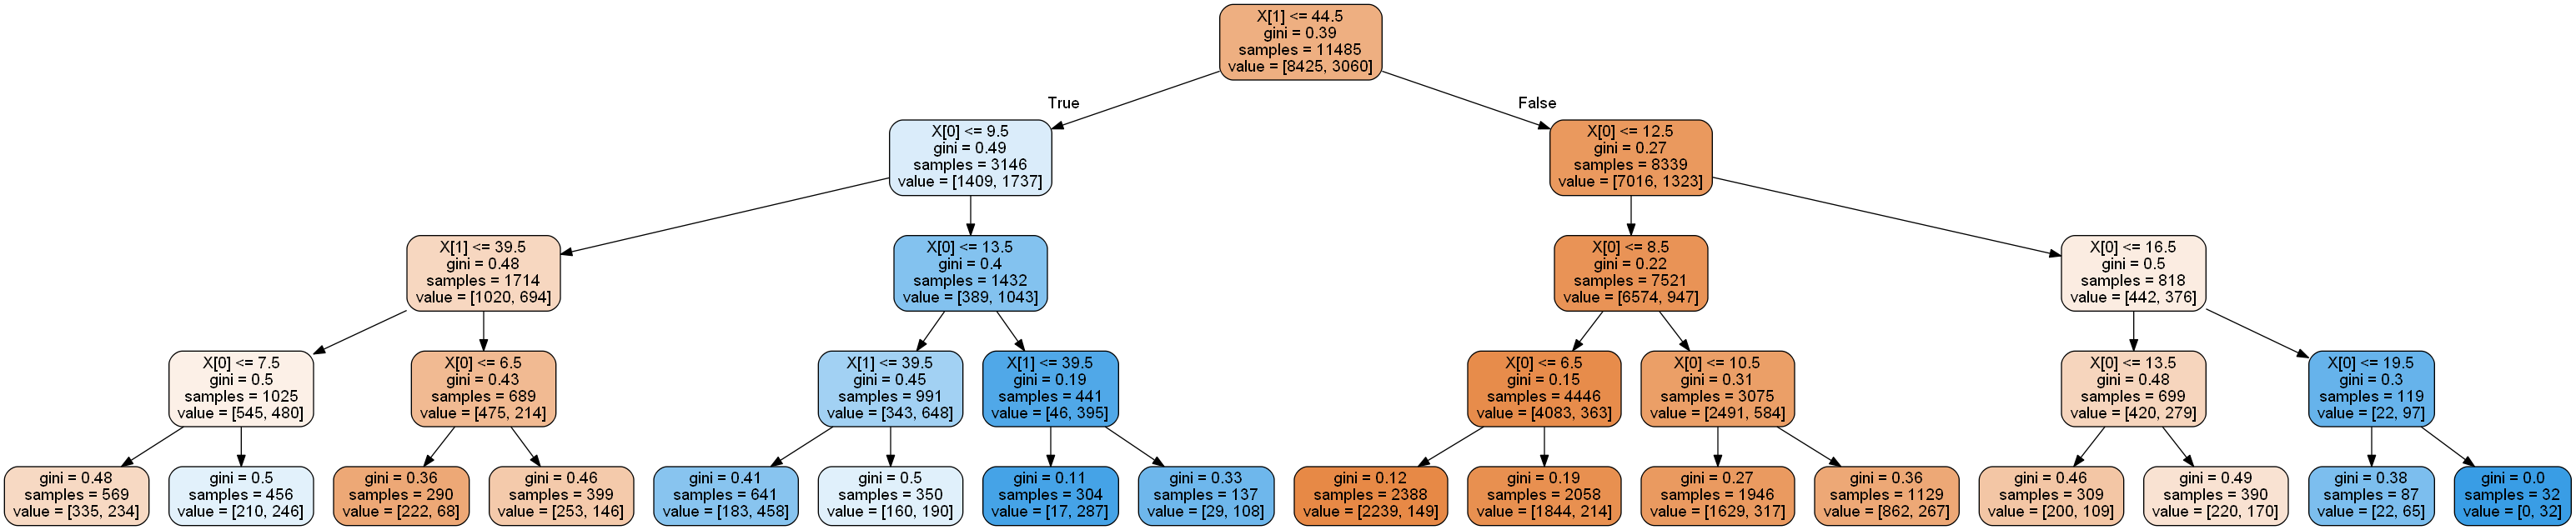 X[1] <= 44.5
gini = 0.39
samples = 11485
value = [8425, 3060]
True
False
X[0] <= 9.5
gini = 0.49
samples = 3146
value = [1409, 1737]
X[0] <= 12.5
gini = 0.27
samples = 8339
value = [7016, 1323]
X[1] <= 39.5
gini = 0.48
samples = 1714
value = [1020, 694]
X[0] <= 13.5
gini = 0.4
samples = 1432
value = [389, 1043]
X[0] <= 8.5
gini = 0.22
samples = 7521
value = [6574, 947]
X[0] <= 16.5
gini = 0.5
samples = 818
value = [442, 376]
X[0] <= 7.5
gini = 0.5
samples = 1025
value = [545, 480]
X[0] <= 6.5
gini = 0.43
samples = 689
value = [475, 214]
X[1] <= 39.5
gini = 0.45
samples = 991
value = [343, 648]
X[1] <= 39.5
gini = 0.19
samples = 441
value = [46, 395]
X[0] <= 6.5
gini = 0.15
samples = 4446
value = [4083, 363]
X[0] <= 10.5
gini = 0.31
samples = 3075
value = [2491, 584]
X[0] <= 13.5
gini = 0.48
samples = 699
value = [420, 279]
X[0] <= 19.5
gini = 0.3
samples = 119
value = [22, 97]
gini = 0.48
samples = 569
value = [335, 234]
gini = 0.5
samples = 456
value = [210, 246]
gini = 0.36
samples = 290
value = [222, 68]
gini = 0.46
samples = 399
value = [253, 146]
gini = 0.41
samples = 641
value = [183, 458]
gini = 0.5
samples = 350
value = [160, 190]
gini = 0.11
samples = 304
value = [17, 287]
gini = 0.33
samples = 137
value = [29, 108]
gini = 0.12
samples = 2388
value = [2239, 149]
gini = 0.19
samples = 2058
value = [1844, 214]
gini = 0.27
samples = 1946
value = [1629, 317]
gini = 0.36
samples = 1129
value = [862, 267]
gini = 0.46
samples = 309
value = [200, 109]
gini = 0.49
samples = 390
value = [220, 170]
gini = 0.38
samples = 87
value = [22, 65]
gini = 0.0
samples = 32
value = [0, 32]